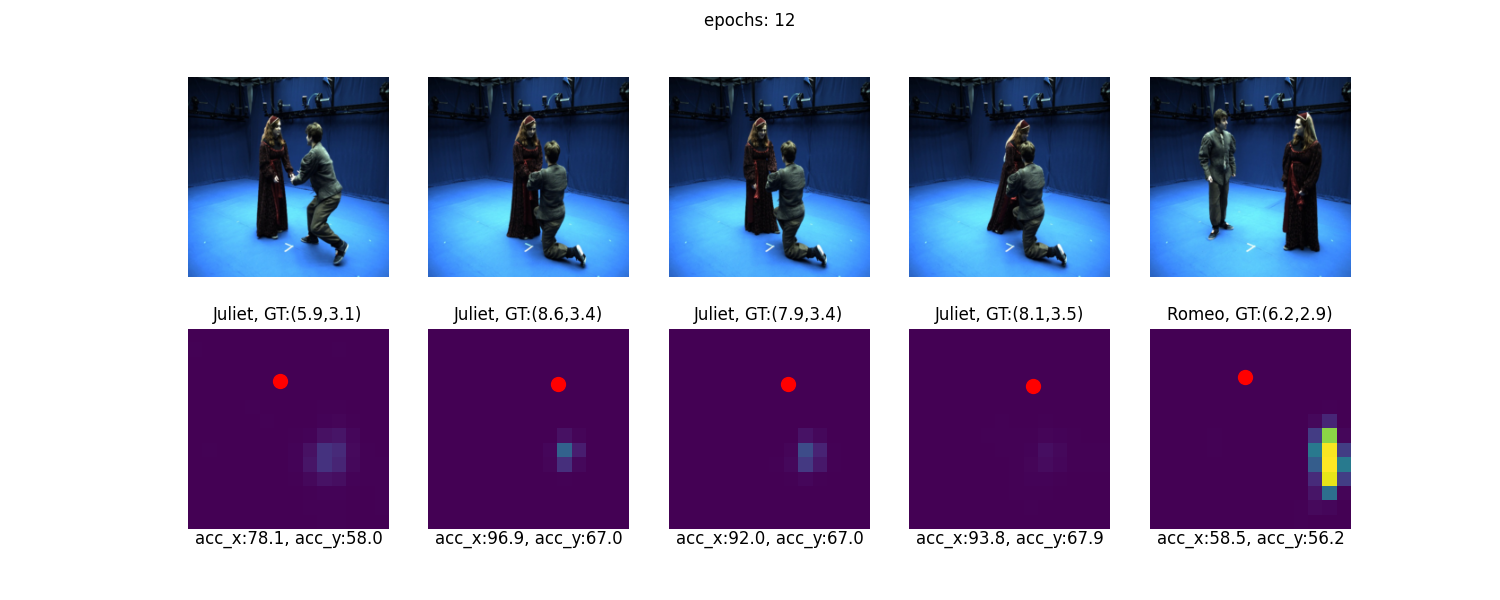 epochs: 12
Juliet, GT:(5.9,3.1)
Juliet, GT:(8.6,3.4)
Juliet, GT:(7.9,3.4)
Juliet, GT:(8.1,3.5)
Romeo, GT:(6.2,2.9)
acc_x:78.1, acc_y:58.0
acc_x:96.9, acc_y:67.0
acc_x:92.0, acc_y:67.0
acc_x:93.8, acc_y:67.9
acc_x:58.5, acc_y:56.2